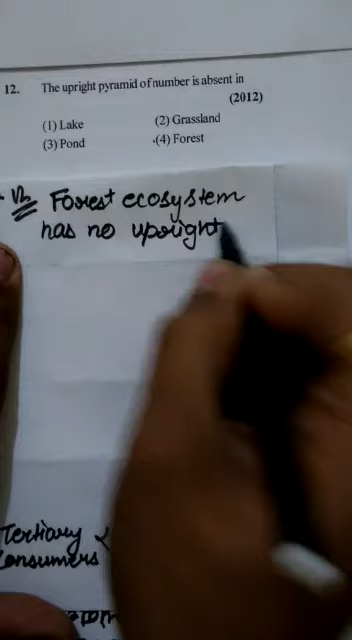 12. The upright pyramid of number is absent in
(2012)
(1) Lake (2) Grassland
(3) Pond (4) Forest
Forest ecosystem
has no upright
Tertiary <
Consumers